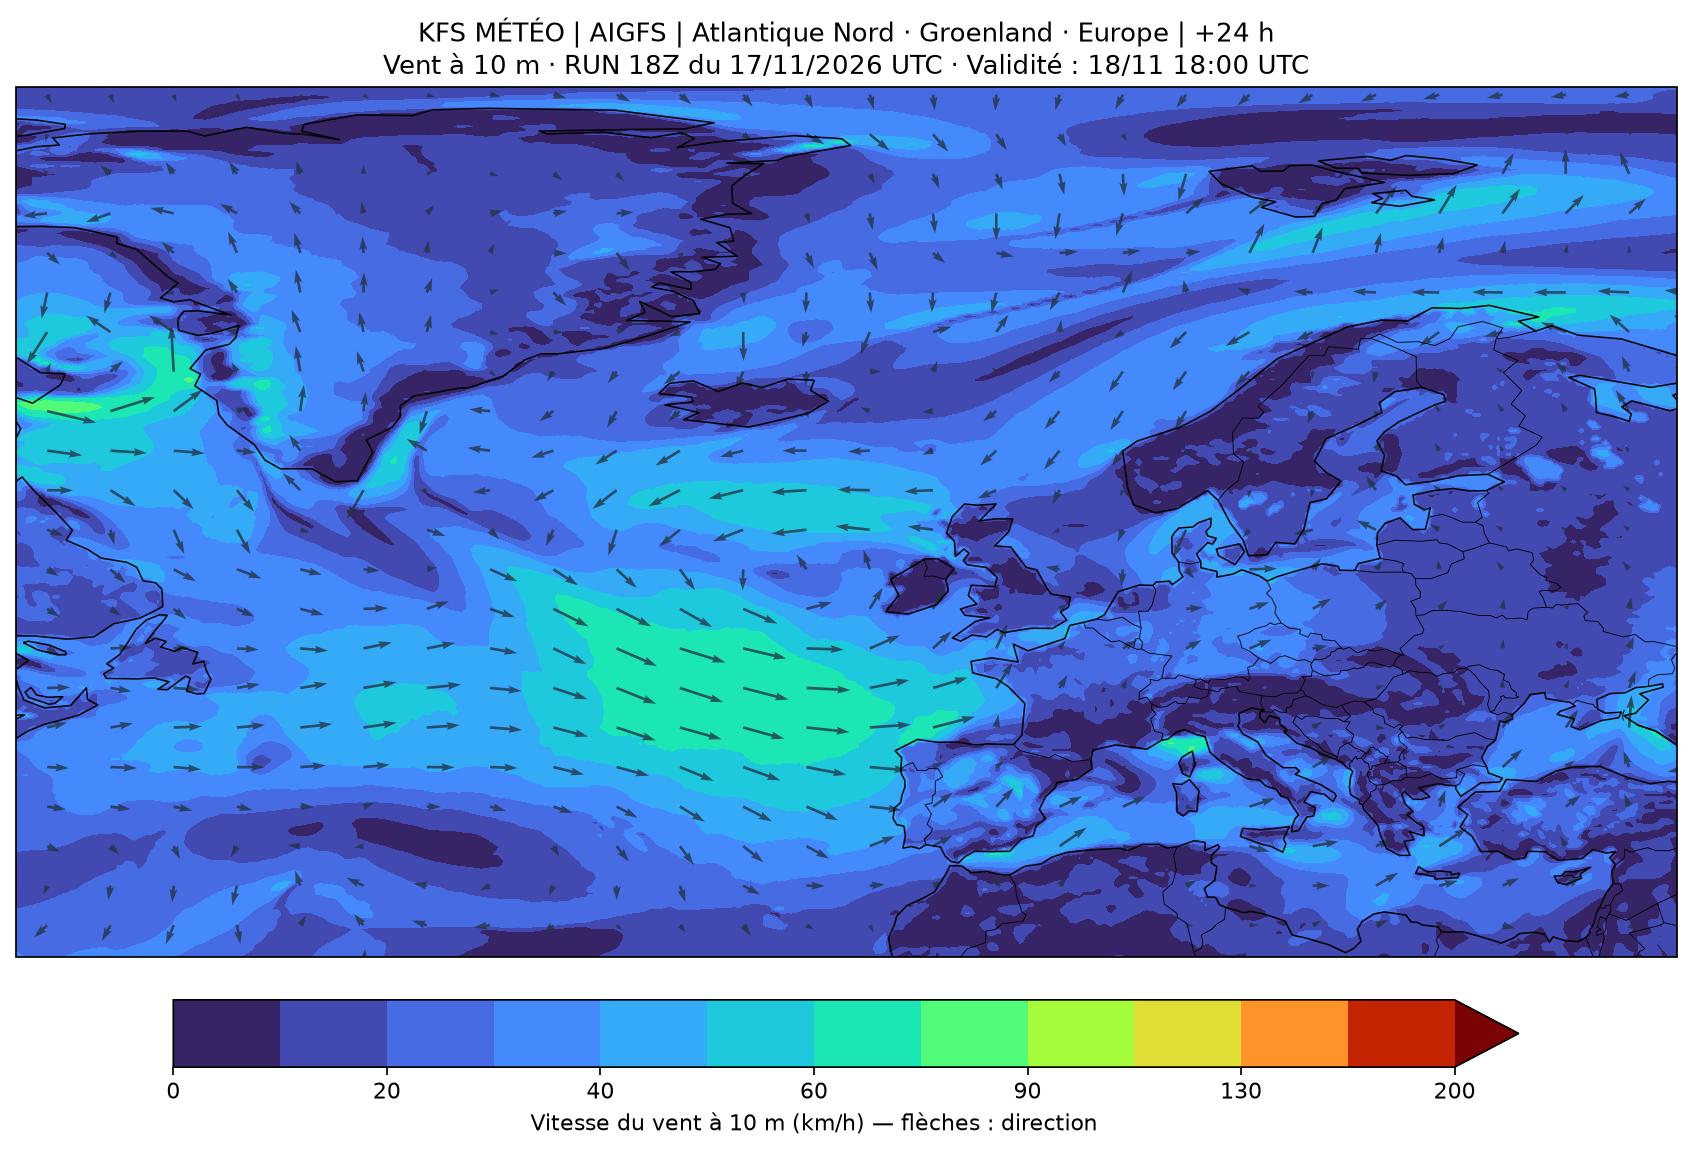 KFS MÉTÉO | AIGFS | Atlantique Nord · Groenland · Europe | +24 h
Vent à 10 m · RUN 18Z du 17/11/2026 UTC · Validité : 18/11 18:00 UTC
0 20 40 60 90 130 200
Vitesse du vent à 10 m (km/h) — flèches : direction